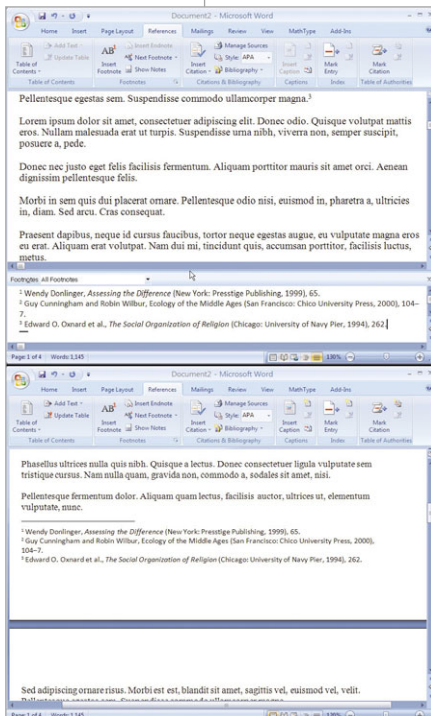 Document2 - Microsoft Word
Home Insert Page Layout References Mailings Review View MathType Add-Ins
Table of Contents
Add Text
Update Table
Table of Contents
AB¹
Insert Footnote
Insert Endnote
Next Footnote
Show Notes
Footnotes
Insert Citation
Manage Sources
Style: APA
Bibliography
Citations & Bibliography
Insert Caption
Captions
Mark Entry
Index
Mark Citation
Table of Authorities
Pellentesque egestas sem. Suspendisse commodo ullamcorper magna.³
Lorem ipsum dolor sit amet, consectetuer adipiscing elit. Donec odio. Quisque volutpat mattis
eros. Nullam malesuada erat ut turpis. Suspendisse urna nibh, viverra non, semper suscipit,
posuere a, pede.
Donec nec justo eget felis facilisis fermentum. Aliquam porttitor mauris sit amet orci. Aenean
dignissim pellentesque felis.
Morbi in sem quis dui placerat ornare. Pellentesque odio nisi, euismod in, pharetra a, ultricies
in, diam. Sed arcu. Cras consequat.
Praesent dapibus, neque id cursus faucibus, tortor neque egestas augue, eu vulputate magna eros
eu erat. Aliquam erat volutpat. Nam dui mi, tincidunt quis, accumsan porttitor, facilisis luctus,
metus.
Footnotes All Footnotes
¹ Wendy Donlinger, Assessing the Difference (New York: Presstige Publishing, 1999), 65.
² Guy Cunningham and Robin Wilbur, Ecology of the Middle Ages (San Francisco: Chico University Press, 2000), 104–
7.
³ Edward O. Oxnard et al., The Social Organization of Religion (Chicago: University of Navy Pier, 1994), 262.
Page: 1 of 4 Words: 1,145 130%
Document2 - Microsoft Word
Home Insert Page Layout References Mailings Review View MathType Add-Ins
Table of Contents
Add Text
Update Table
Table of Contents
AB¹
Insert Footnote
Insert Endnote
Next Footnote
Show Notes
Footnotes
Insert Citation
Manage Sources
Style: APA
Bibliography
Citations & Bibliography
Insert Caption
Captions
Mark Entry
Index
Mark Citation
Table of Authorities
Phasellus ultrices nulla quis nibh. Quisque a lectus. Donec consectetuer ligula vulputate sem
tristique cursus. Nam nulla quam, gravida non, commodo a, sodales sit amet, nisi.
Pellentesque fermentum dolor. Aliquam quam lectus, facilisis auctor, ultrices ut, elementum
vulputate, nunc.
¹ Wendy Donlinger, Assessing the Difference (New York: Presstige Publishing, 1999), 65.
² Guy Cunningham and Robin Wilbur, Ecology of the Middle Ages (San Francisco: Chico University Press, 2000),
104–7.
³ Edward O. Oxnard et al., The Social Organization of Religion (Chicago: University of Navy Pier, 1994), 262.
Sed adipiscing ornare risus. Morbi est est, blandit sit amet, sagittis vel, euismod vel, velit.
Pellentesque egestas sem. Suspendisse commodo ullamcorper magna.
Page: 1 of 4 Words: 1,145 130%